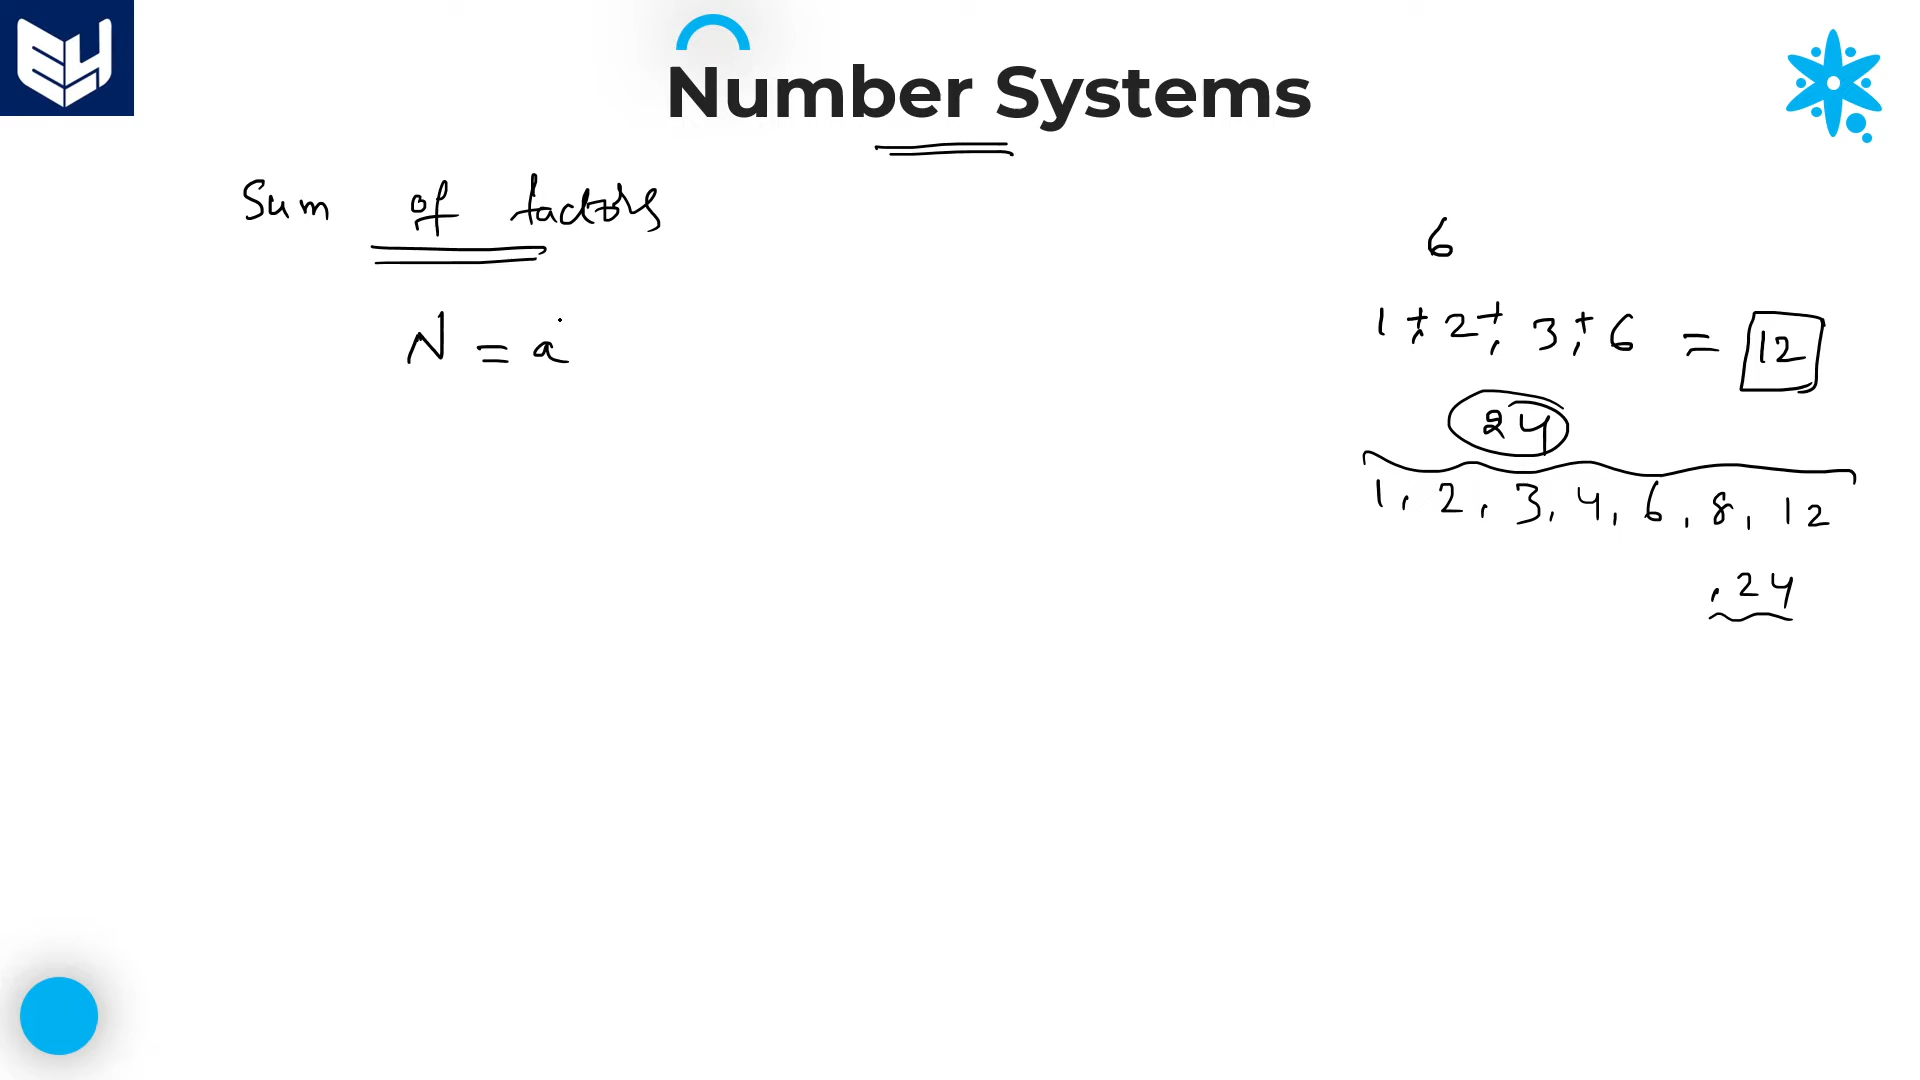 Number Systems
Sum of factors
N = a
6
1 + 2 + 3 + 6 = 12
24
1, 2, 3, 4, 6, 8, 12
, 24